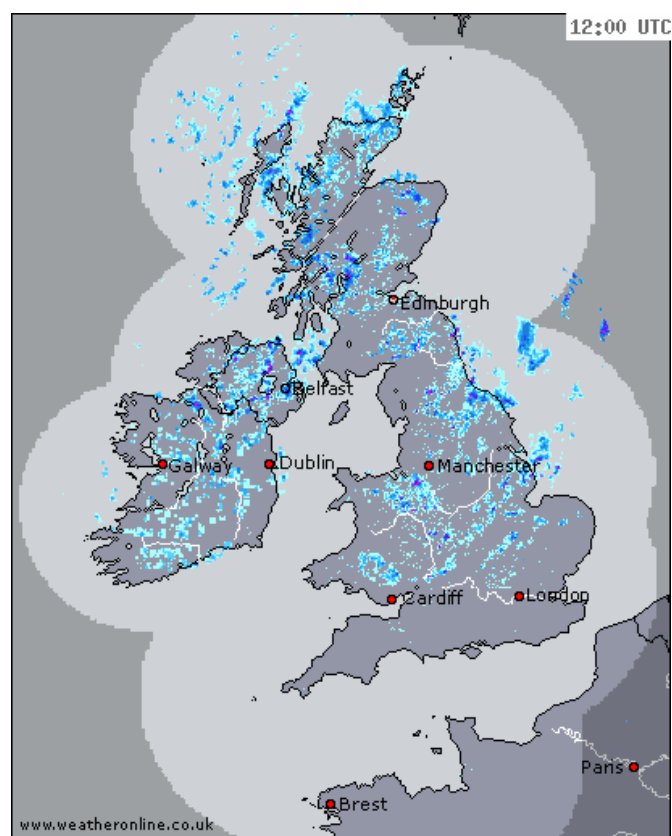 12:00 UTC
Edinburgh
Belfast
Galway
Dublin
Manchester
Cardiff
London
Paris
Brest
www.weatheronline.co.uk